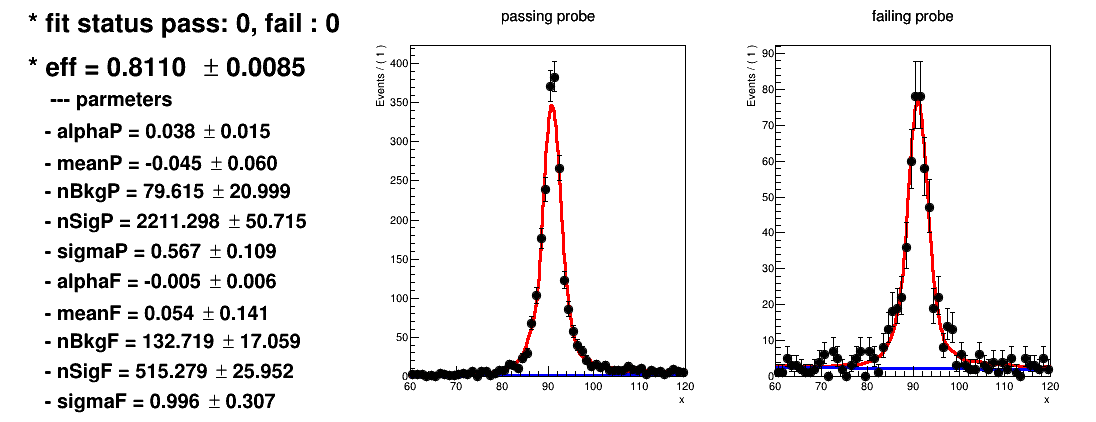 * fit status pass: 0, fail : 0
* eff = 0.8110 ± 0.0085
--- parmeters
- alphaP = 0.038 ± 0.015
- meanP = -0.045 ± 0.060
- nBkgP = 79.615 ± 20.999
- nSigP = 2211.298 ± 50.715
- sigmaP = 0.567 ± 0.109
- alphaF = -0.005 ± 0.006
- meanF = 0.054 ± 0.141
- nBkgF = 132.719 ± 17.059
- nSigF = 515.279 ± 25.952
- sigmaF = 0.996 ± 0.307
passing probe
Events / ( 1 )
400
350
300
250
200
150
100
50
0
60 70 80 90 100 110 120
x
failing probe
Events / ( 1 )
90
80
70
60
50
40
30
20
10
0
60 70 80 90 100 110 120
x